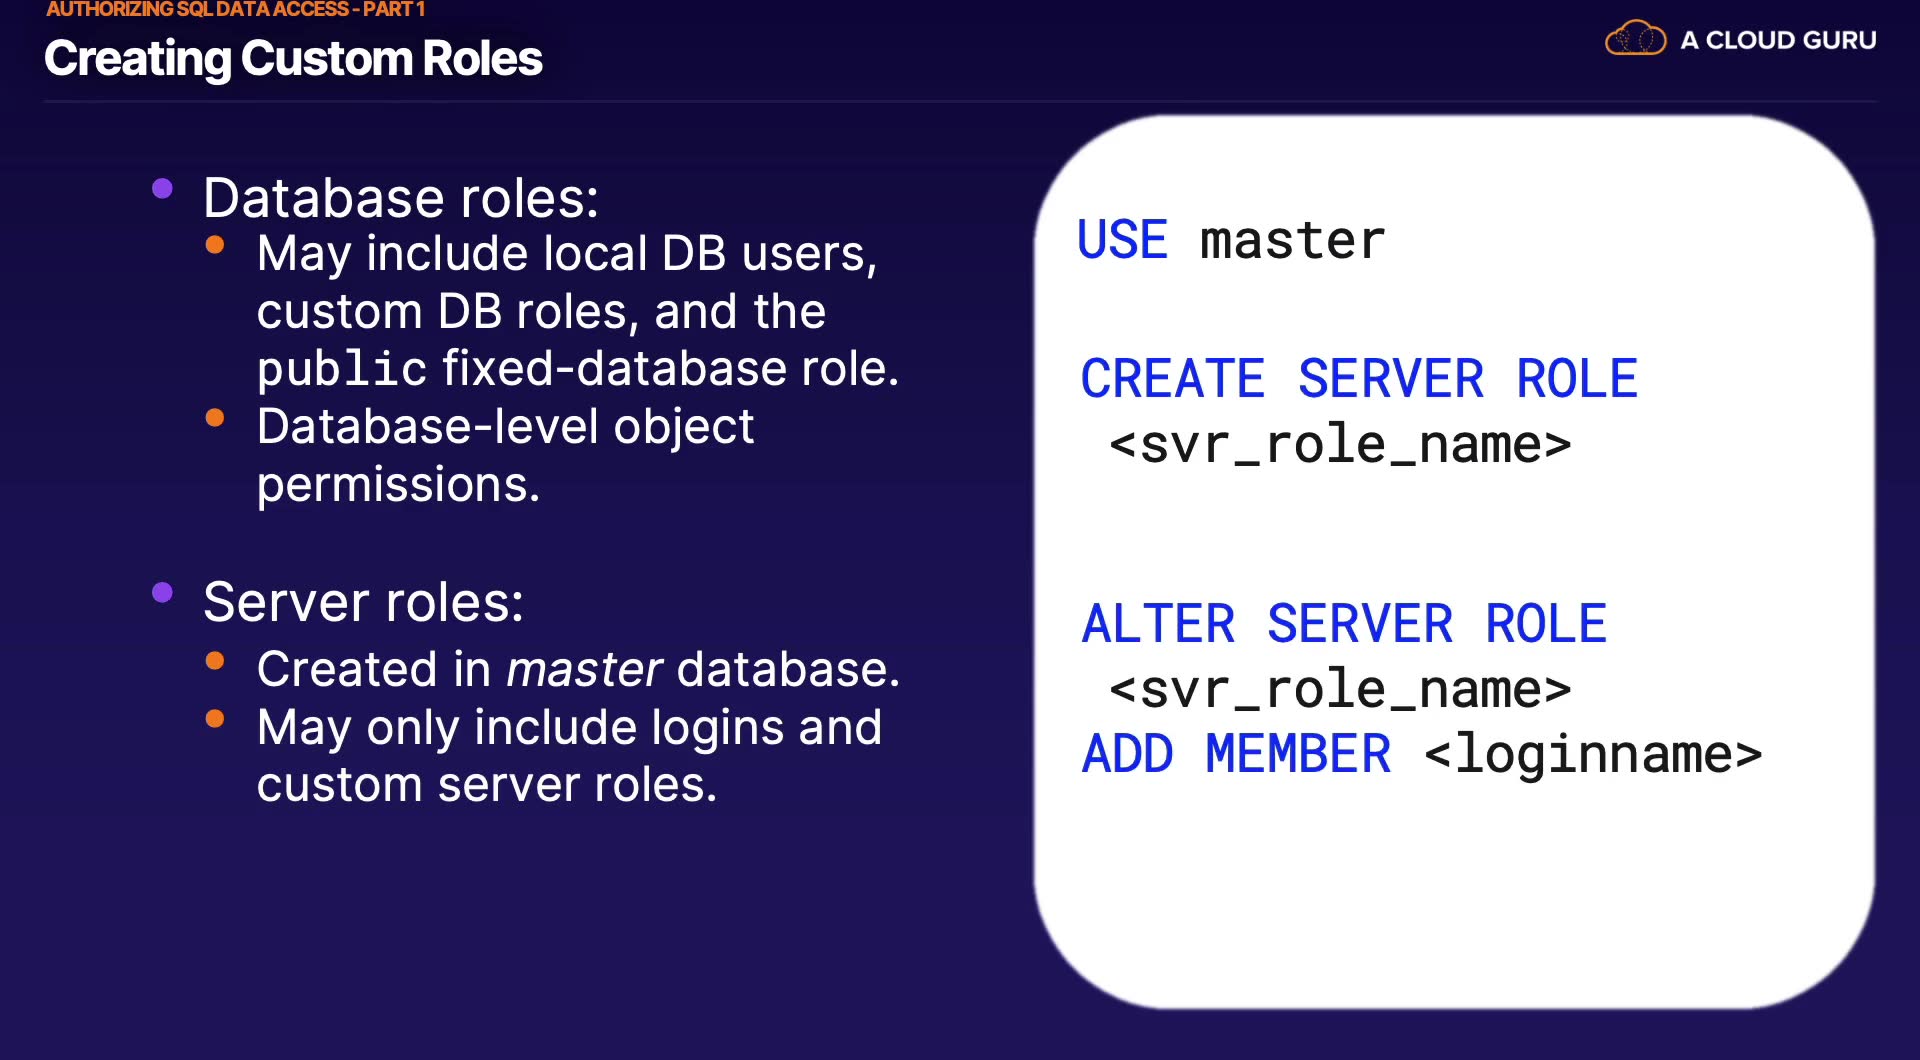 AUTHORIZING SQL DATA ACCESS - PART 1
Creating Custom Roles
A CLOUD GURU
Database roles:
May include local DB users,
custom DB roles, and the
public fixed-database role.
Database-level object
permissions.
Server roles:
Created in master database.
May only include logins and
custom server roles.
USE master
CREATE SERVER ROLE
<svr_role_name>
ALTER SERVER ROLE
<svr_role_name>
ADD MEMBER <loginname>